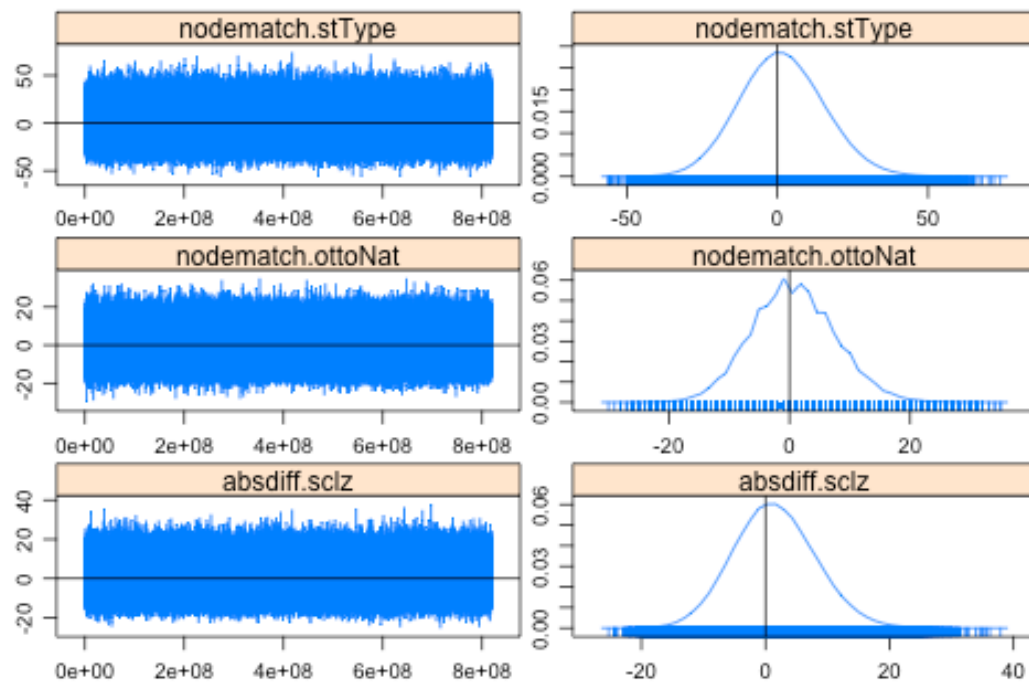 nodematch.stType
nodematch.stType
50
0
-50
0e+00 2e+08 4e+08 6e+08 8e+08
0.015
0.000
-50 0 50
nodematch.ottoNat
nodematch.ottoNat
20
0
-20
0e+00 2e+08 4e+08 6e+08 8e+08
0.06
0.03
0.00
-20 0 20
absdiff.sclz
absdiff.sclz
40
20
0
-20
0e+00 2e+08 4e+08 6e+08 8e+08
0.06
0.03
0.00
-20 0 20 40